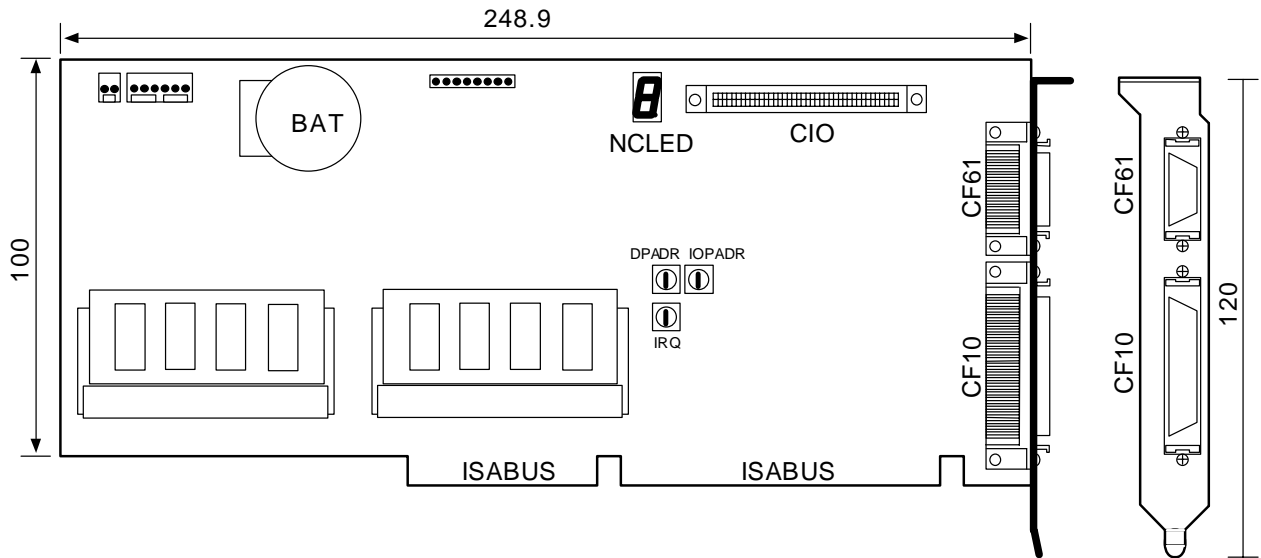 248.9
BAT
NCLED
CIO
CF61
CF61
100
DPADR IOPADR
120
IRQ
CF10
CF10
ISABUS
ISABUS